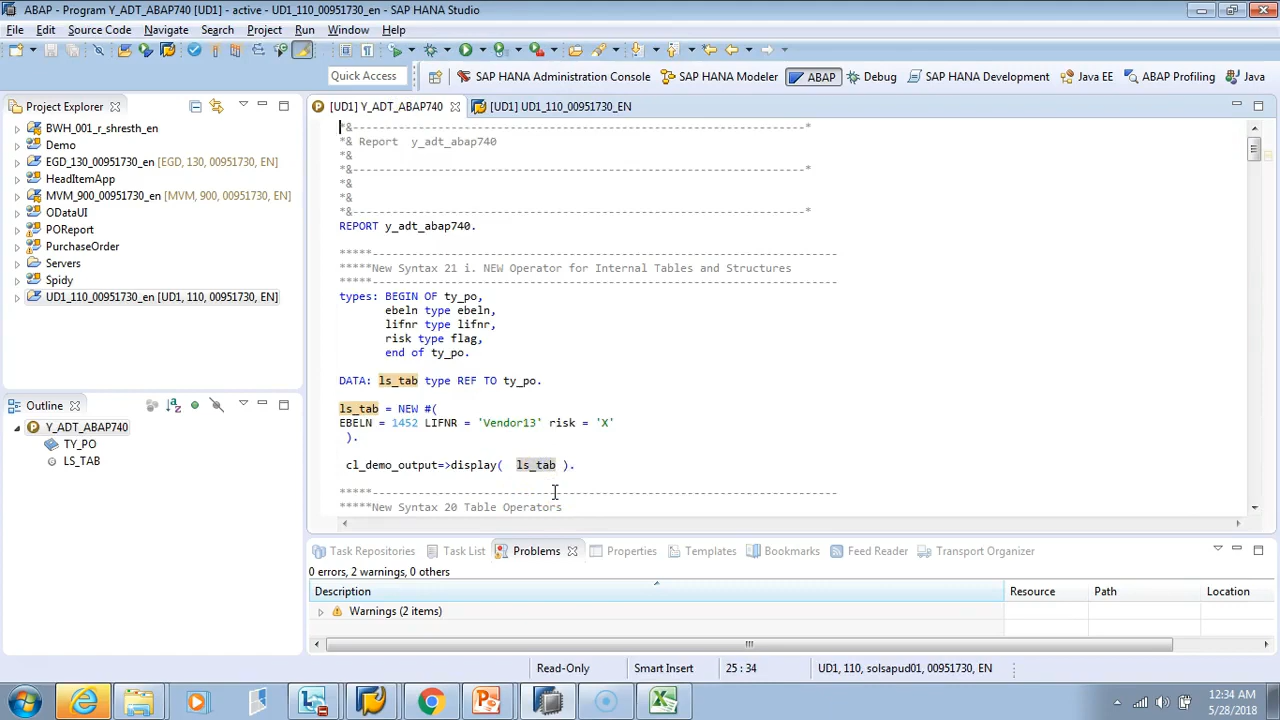 ABAP - Program Y_ADT_ABAP740 [UD1] - active - UD1_110_00951730_en - SAP HANA Studio
File Edit Source Code Navigate Search Project Run Window Help
Quick Access
SAP HANA Administration Console SAP HANA Modeler ABAP Debug SAP HANA Development Java EE ABAP Profiling Java
Project Explorer
BWH_001_r_shresth_en
Demo
EGD_130_00951730_en [EGD, 130, 00951730, EN]
HeadItemApp
MVM_900_00951730_en [MVM, 900, 00951730, EN]
ODataUI
POReport
PurchaseOrder
Servers
Spidy
UD1_110_00951730_en [UD1, 110, 00951730, EN]
Outline
Y_ADT_ABAP740
TY_PO
LS_TAB
[UD1] Y_ADT_ABAP740 [UD1] UD1_110_00951730_EN
*&---------------------------------------------------------------------*
*& Report y_adt_abap740
*&
*&---------------------------------------------------------------------*
*&
*&
*&---------------------------------------------------------------------*
REPORT y_adt_abap740.
*****-----------------------------------------------------------------------
*****New Syntax 21 i. NEW Operator for Internal Tables and Structures
*****-----------------------------------------------------------------------
types: BEGIN OF ty_po,
ebeln type ebeln,
lifnr type lifnr,
risk type flag,
end of ty_po.
DATA: ls_tab type REF TO ty_po.
ls_tab = NEW #(
EBELN = 1452 LIFNR = 'Vendor13' risk = 'X'
).
cl_demo_output=>display( ls_tab ).
*****-----------------------------------------------------------------------
*****New Syntax 20 Table Operators
Task Repositories Task List Problems Properties Templates Bookmarks Feed Reader Transport Organizer
0 errors, 2 warnings, 0 others
Description Resource Path Location
Warnings (2 items)
Read-Only Smart Insert 25 : 34 UD1, 110, solsapud01, 00951730, EN
12:34 AM
5/28/2018